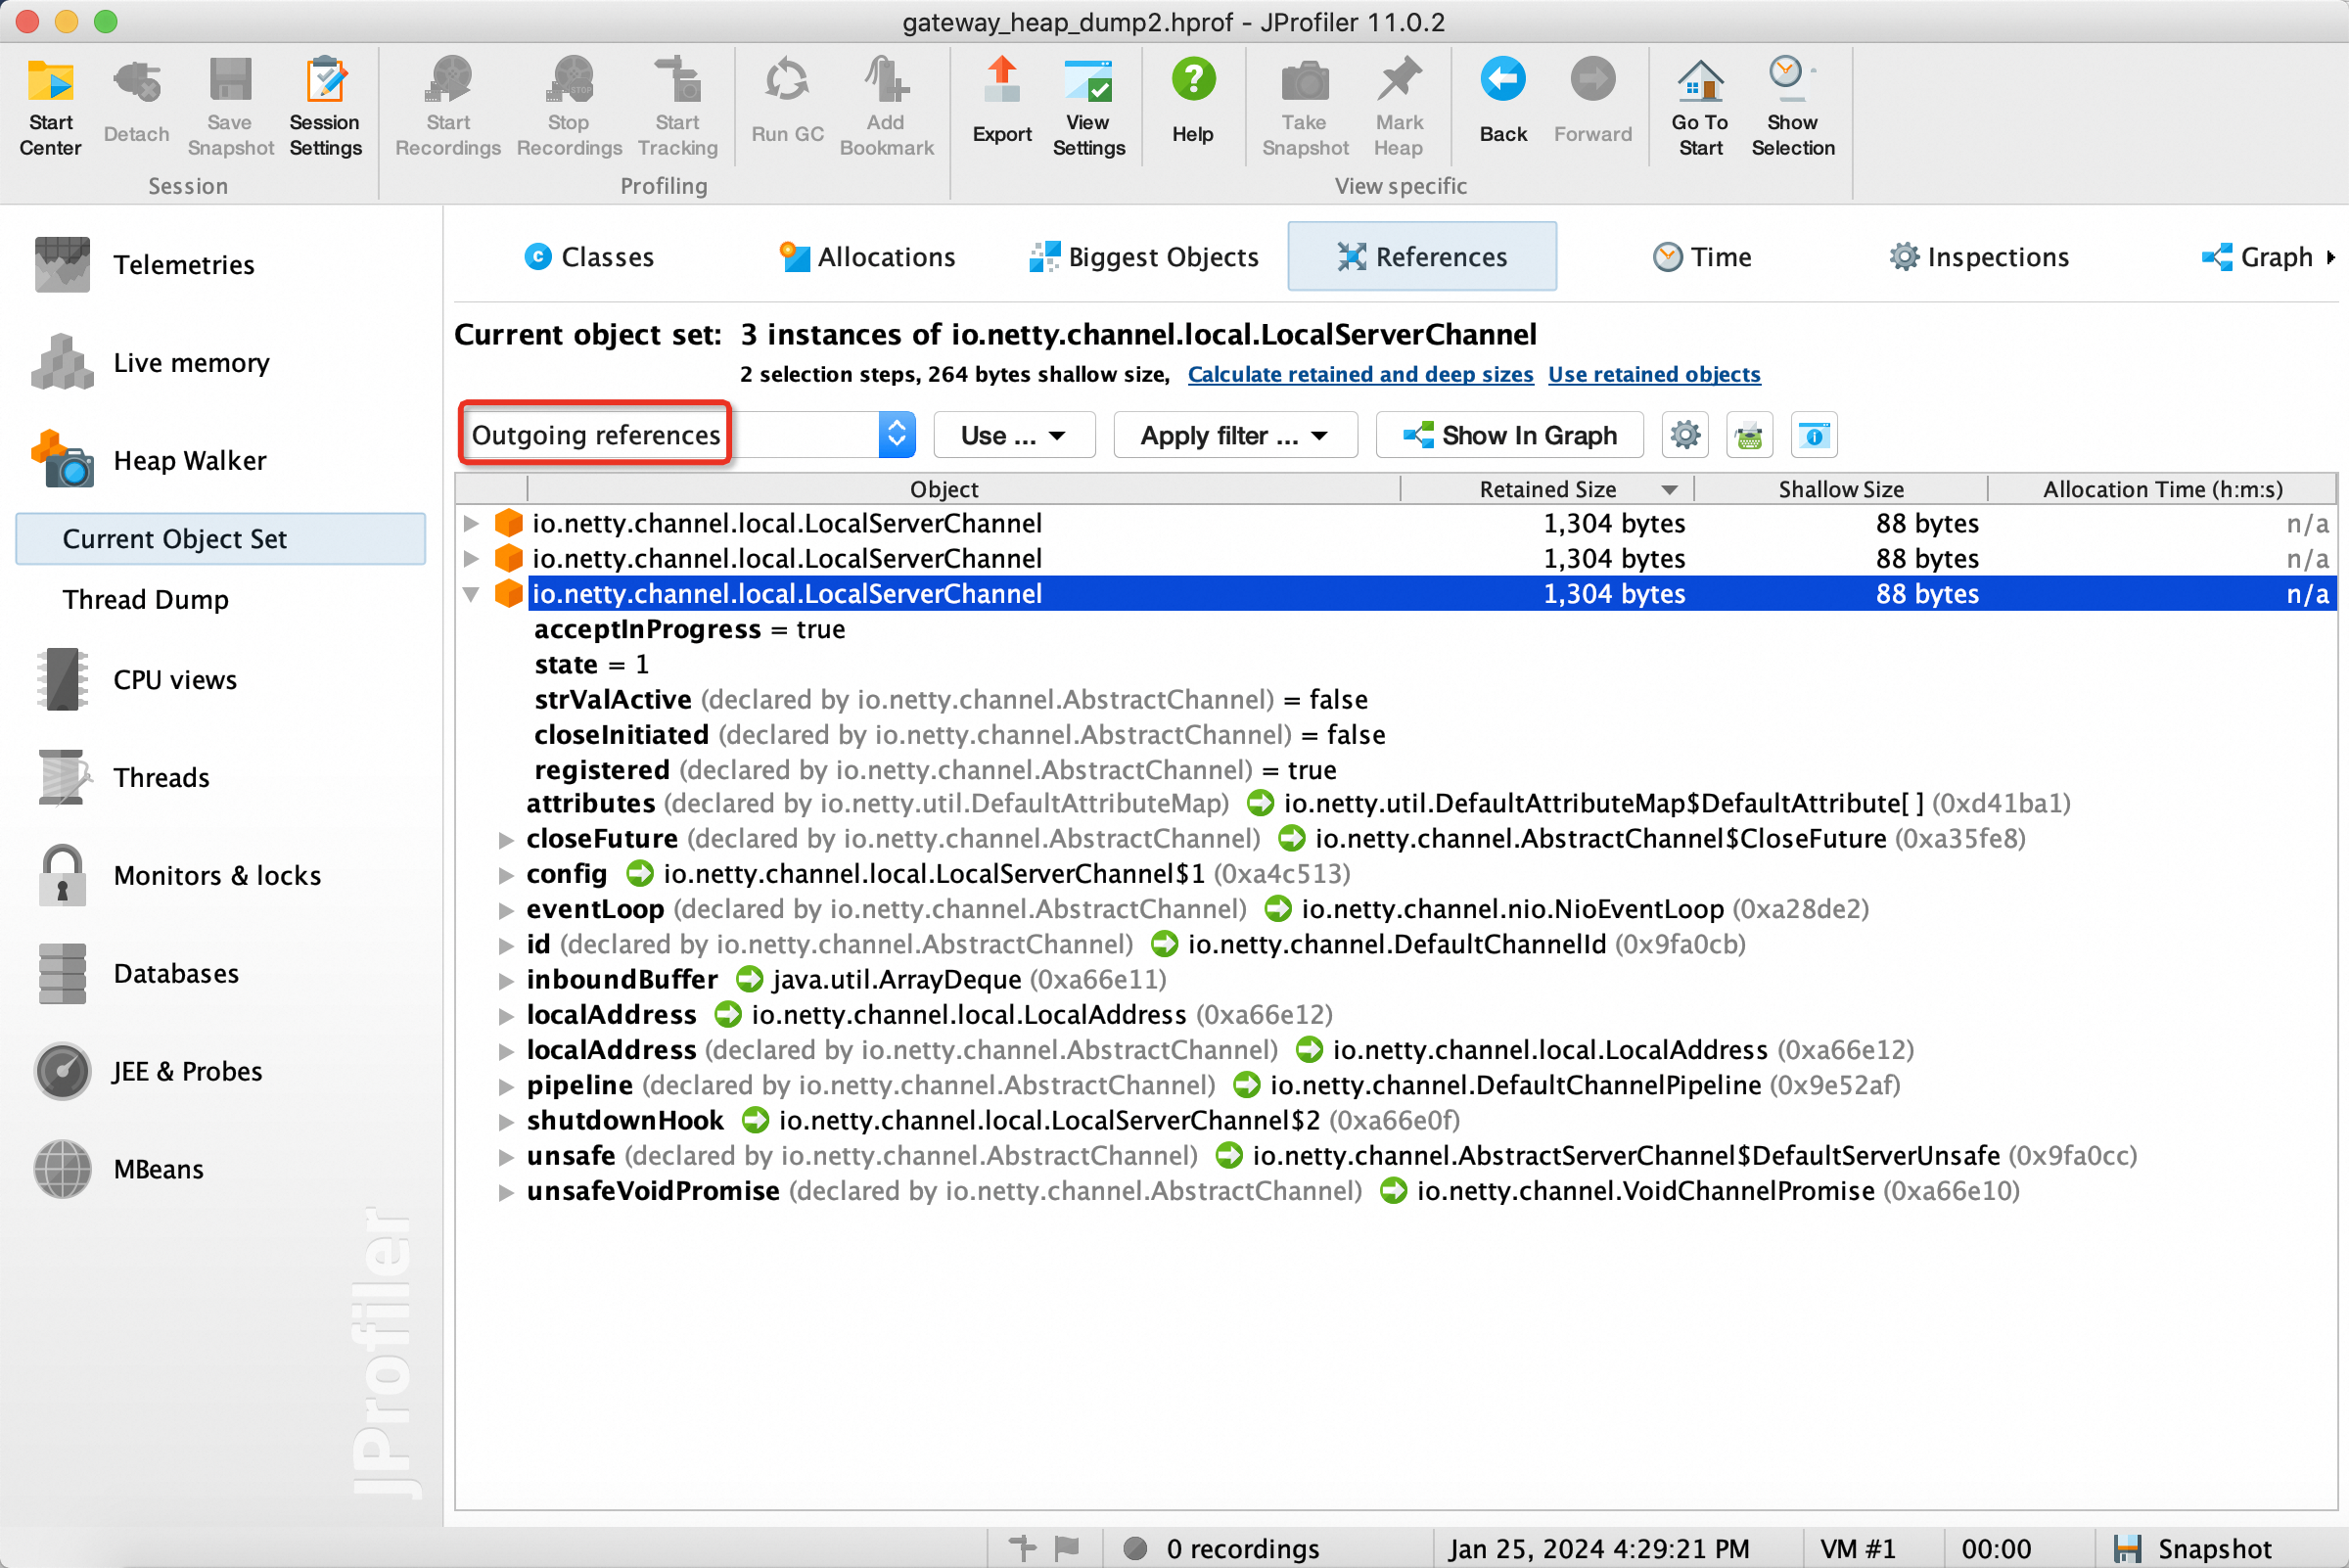 gateway_heap_dump2.hprof - JProfiler 11.0.2
Start Center
Detach
Save Snapshot
Session Settings
Start Recordings
Stop Recordings
Start Tracking
Run GC
Add Bookmark
Export
View Settings
Help
Take Snapshot
Mark Heap
Back
Forward
Go To Start
Show Selection
Session
Profiling
View specific
Telemetries
Live memory
Heap Walker
Current Object Set
Thread Dump
CPU views
Threads
Monitors & locks
Databases
JEE & Probes
MBeans
JProfiler
Classes
Allocations
Biggest Objects
References
Time
Inspections
Graph
Current object set: 3 instances of io.netty.channel.local.LocalServerChannel
2 selection steps, 264 bytes shallow size, Calculate retained and deep sizes Use retained objects
Outgoing references
Use ...
Apply filter ...
Show In Graph
Object Retained Size Shallow Size Allocation Time (h:m:s)
io.netty.channel.local.LocalServerChannel 1,304 bytes 88 bytes n/a
io.netty.channel.local.LocalServerChannel 1,304 bytes 88 bytes n/a
io.netty.channel.local.LocalServerChannel 1,304 bytes 88 bytes n/a
acceptInProgress = true
state = 1
strValActive (declared by io.netty.channel.AbstractChannel) = false
closeInitiated (declared by io.netty.channel.AbstractChannel) = false
registered (declared by io.netty.channel.AbstractChannel) = true
attributes (declared by io.netty.util.DefaultAttributeMap) io.netty.util.DefaultAttributeMap$DefaultAttribute[ ] (0xd41ba1)
closeFuture (declared by io.netty.channel.AbstractChannel) io.netty.channel.AbstractChannel$CloseFuture (0xa35fe8)
config io.netty.channel.local.LocalServerChannel$1 (0xa4c513)
eventLoop (declared by io.netty.channel.AbstractChannel) io.netty.channel.nio.NioEventLoop (0xa28de2)
id (declared by io.netty.channel.AbstractChannel) io.netty.channel.DefaultChannelId (0x9fa0cb)
inboundBuffer java.util.ArrayDeque (0xa66e11)
localAddress io.netty.channel.local.LocalAddress (0xa66e12)
localAddress (declared by io.netty.channel.AbstractChannel) io.netty.channel.local.LocalAddress (0xa66e12)
pipeline (declared by io.netty.channel.AbstractChannel) io.netty.channel.DefaultChannelPipeline (0x9e52af)
shutdownHook io.netty.channel.local.LocalServerChannel$2 (0xa66e0f)
unsafe (declared by io.netty.channel.AbstractChannel) io.netty.channel.AbstractServerChannel$DefaultServerUnsafe (0x9fa0cc)
unsafeVoidPromise (declared by io.netty.channel.AbstractChannel) io.netty.channel.VoidChannelPromise (0xa66e10)
0 recordings
Jan 25, 2024 4:29:21 PM
VM #1
00:00
Snapshot